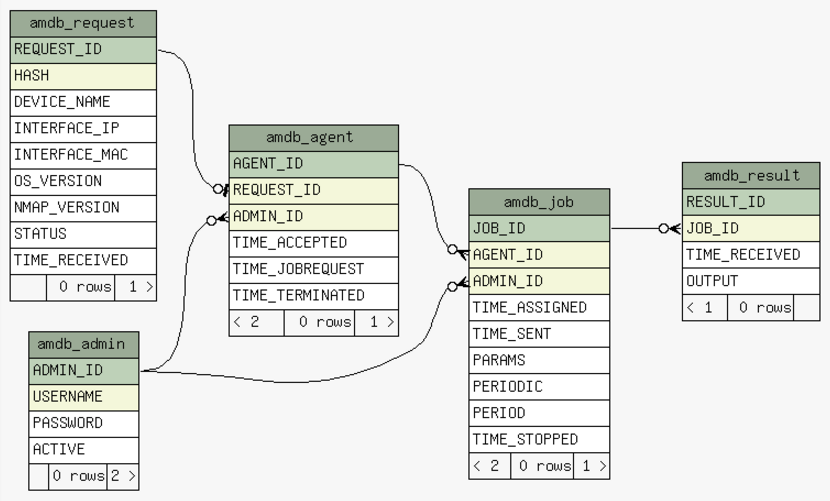 amdb_request
REQUEST_ID
HASH
DEVICE_NAME
INTERFACE_IP
INTERFACE_MAC
OS_VERSION
NMAP_VERSION
STATUS
TIME_RECEIVED
0 rows 1 >
amdb_admin
ADMIN_ID
USERNAME
PASSWORD
ACTIVE
0 rows 2 >
amdb_agent
AGENT_ID
REQUEST_ID
ADMIN_ID
TIME_ACCEPTED
TIME_JOBREQUEST
TIME_TERMINATED
< 2 0 rows 1 >
amdb_job
JOB_ID
AGENT_ID
ADMIN_ID
TIME_ASSIGNED
TIME_SENT
PARAMS
PERIODIC
PERIOD
TIME_STOPPED
< 2 0 rows 1 >
amdb_result
RESULT_ID
JOB_ID
TIME_RECEIVED
OUTPUT
< 1 0 rows